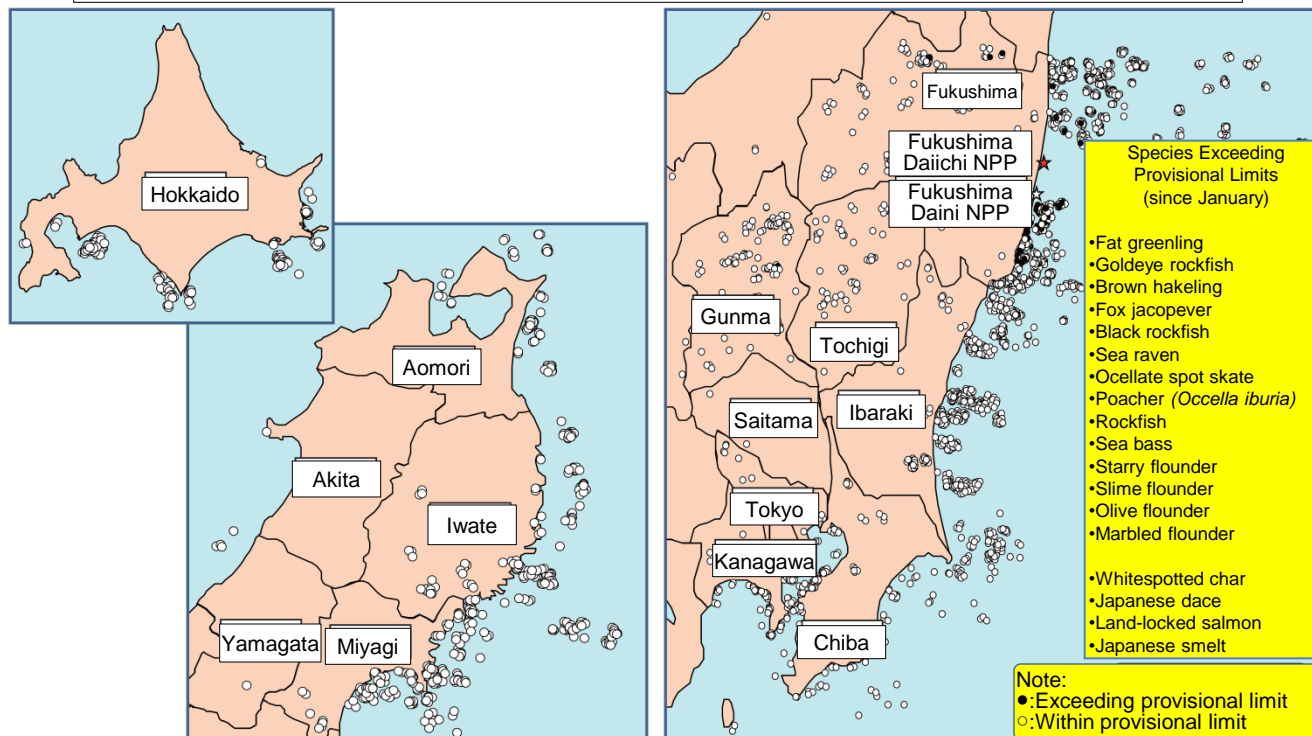 Hokkaido
Aomori
Akita
Iwate
Yamagata
Miyagi
Fukushima
Fukushima
Daiichi NPP
Fukushima
Daini NPP
Gunma
Tochigi
Saitama
Ibaraki
Tokyo
Kanagawa
Chiba
Species Exceeding
Provisional Limits
(since January)
•Fat greenling
•Goldeye rockfish
•Brown hakeling
•Fox jacopever
•Black rockfish
•Sea raven
•Ocellate spot skate
•Poacher (Occella iburia)
•Rockfish
•Sea bass
•Starry flounder
•Slime flounder
•Olive flounder
•Marbled flounder
•Whitespotted char
•Japanese dace
•Land-locked salmon
•Japanese smelt
Note:
●:Exceeding provisional limit
○:Within provisional limit